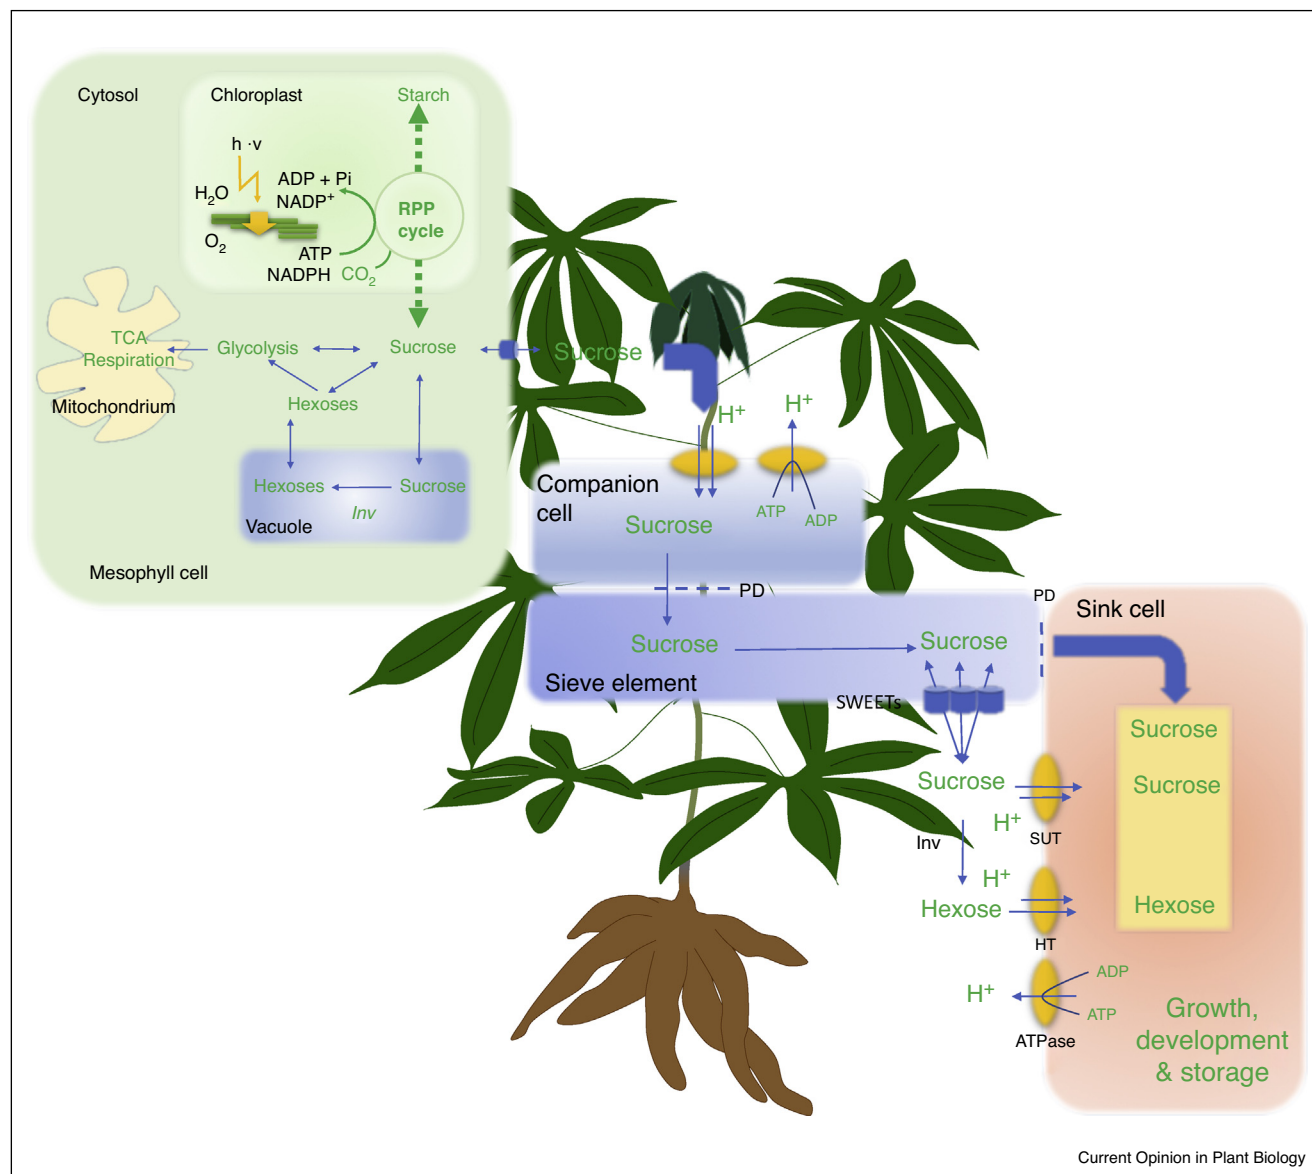 Cytosol
Chloroplast
Starch
h ·v
ADP + Pi
NADP+
H2O
RPP
cycle
O2
ATP
NADPH
CO2
TCA
Respiration
Glycolysis
Sucrose
Sucrose
Mitochondrium
Hexoses
Hexoses
Sucrose
Inv
Vacuole
Mesophyll cell
H+
H+
Companion
cell
Sucrose
ATP
ADP
PD
Sucrose
Sucrose
Sieve element
SWEETs
PD
Sink cell
Sucrose
Sucrose
Sucrose
H+
SUT
Inv
H+
Hexose
Hexose
HT
H+
ADP
ATP
ATPase
Growth,
development
& storage
Current Opinion in Plant Biology